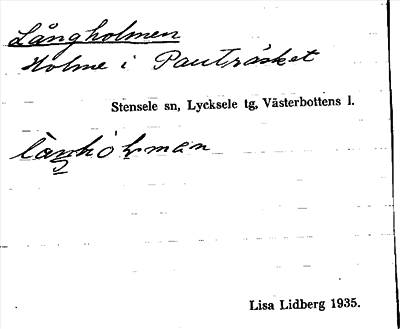 Långholmen
Holme i Pauträsket
Stensele sn, Lycksele tg, Västerbottens l.
Lisa Lidberg 1935.